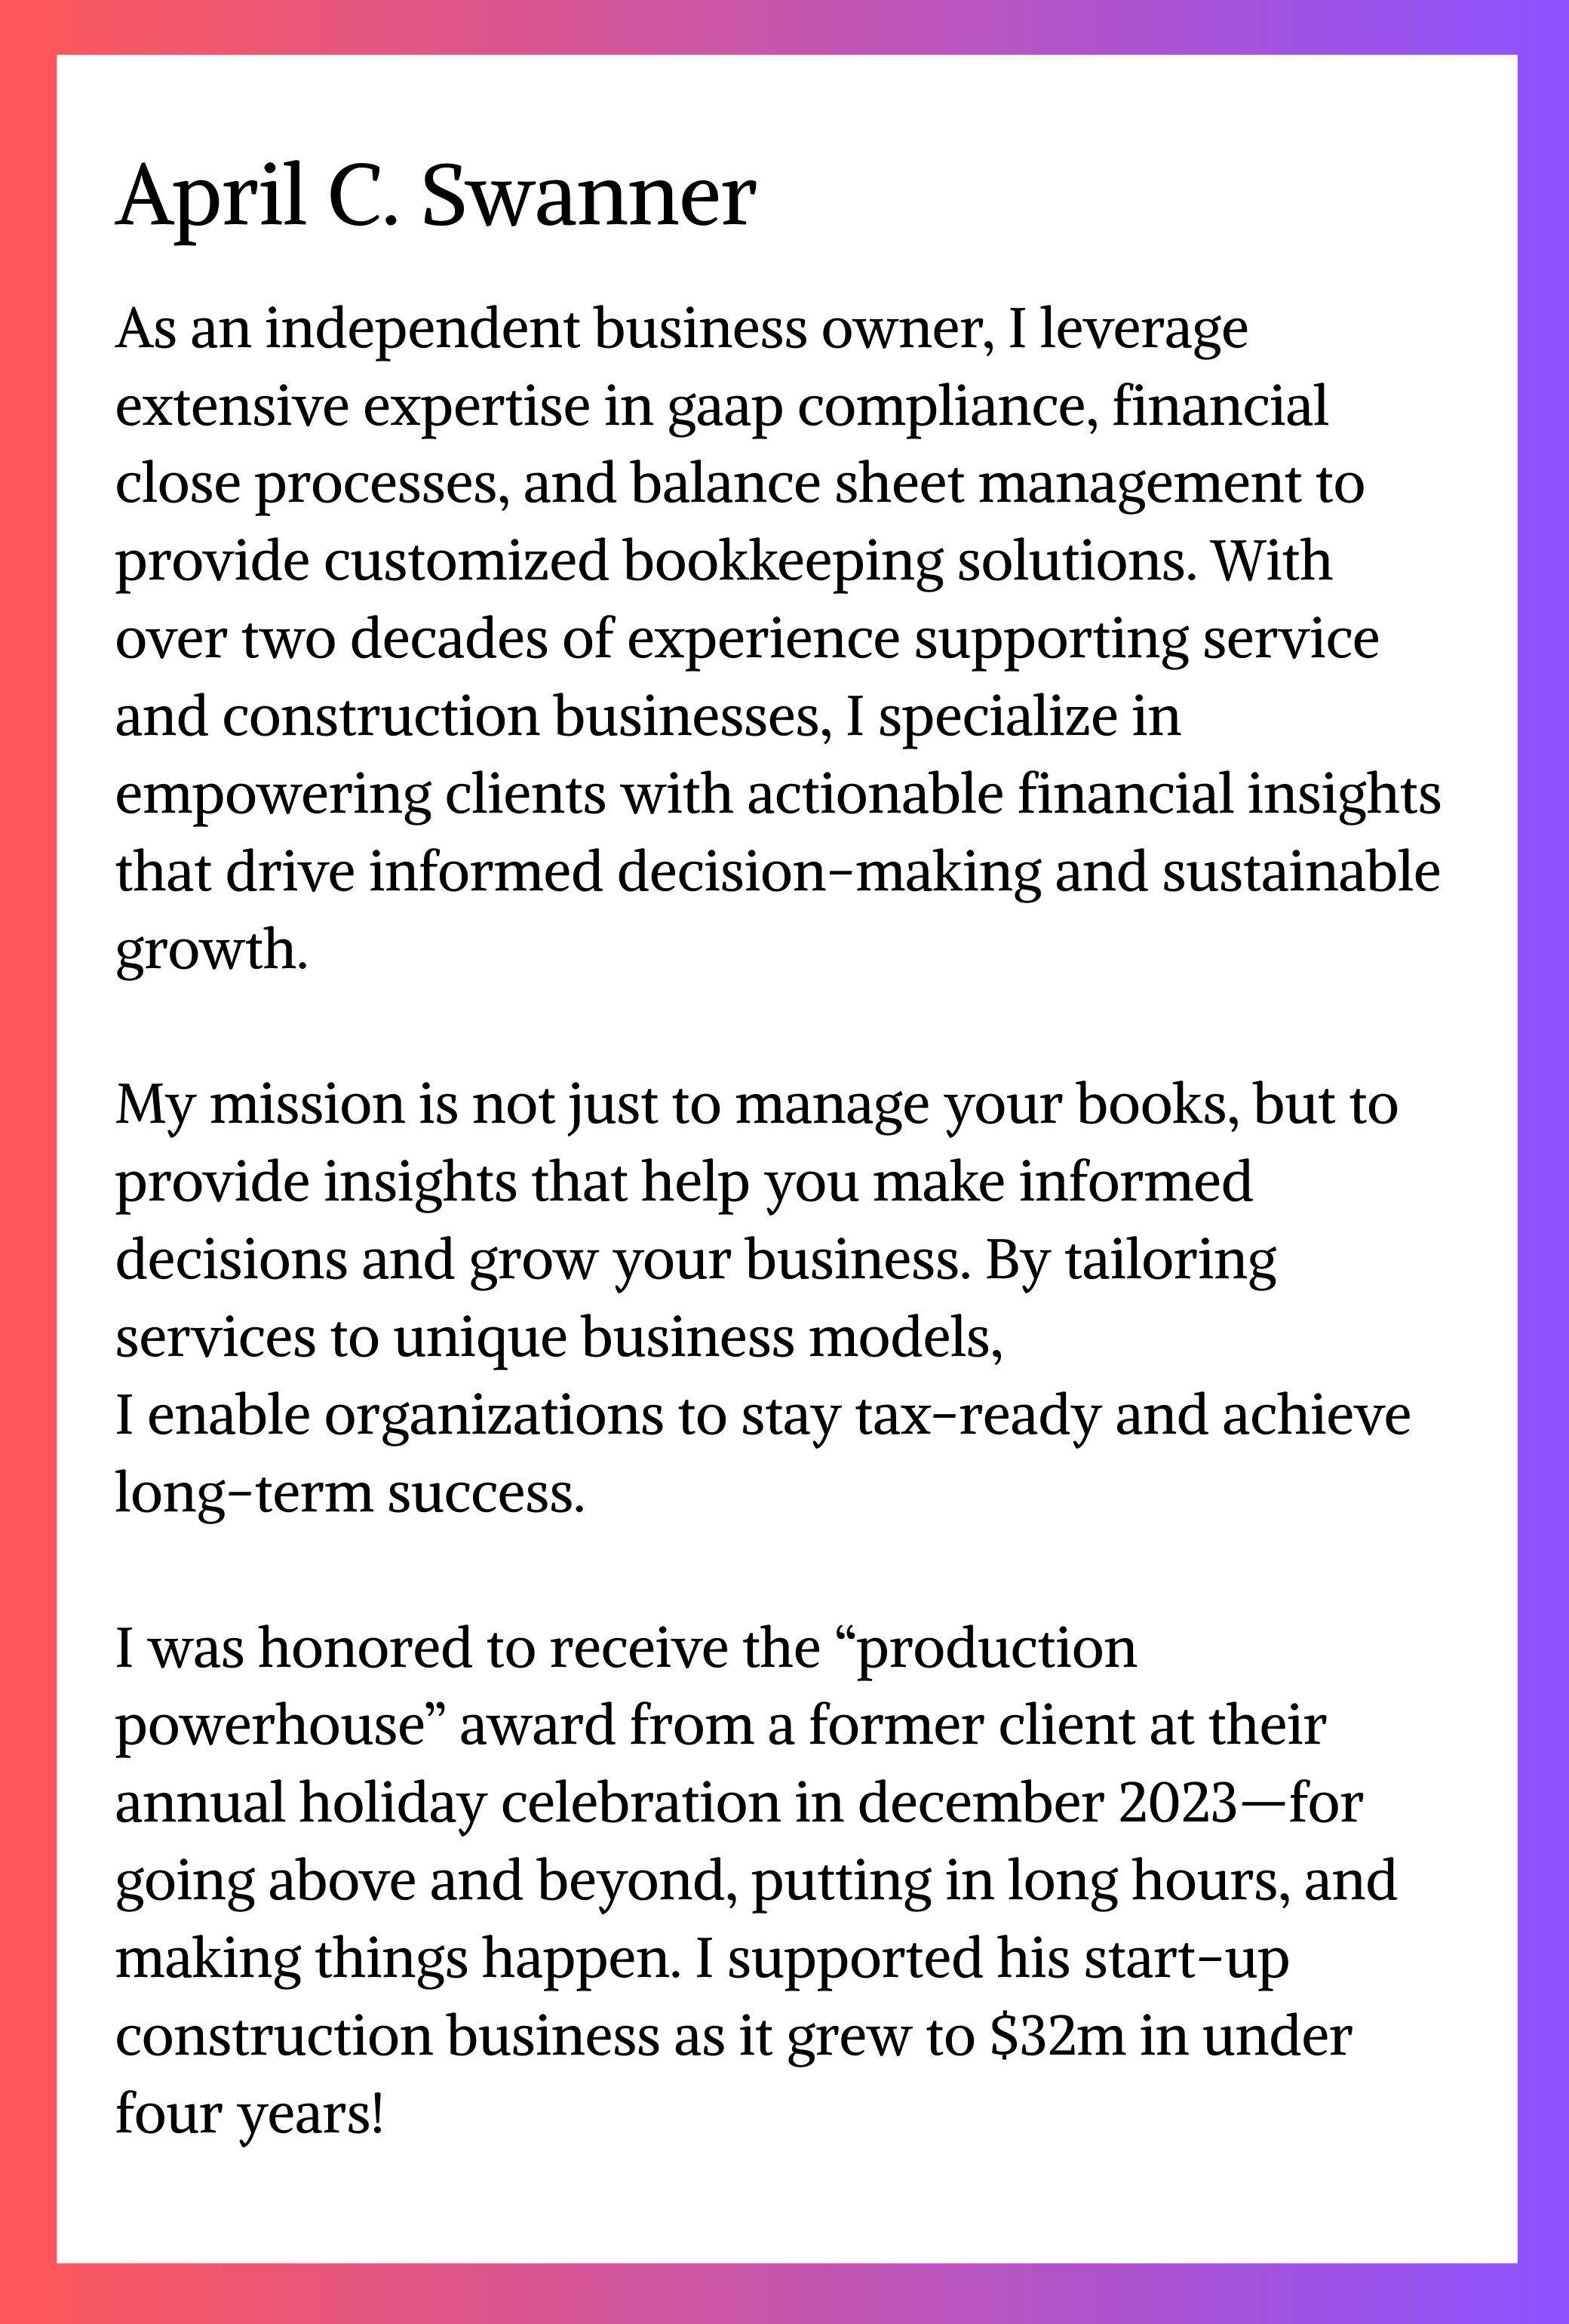 April C. Swanner
As an independent business owner, I leverage
extensive expertise in gaap compliance, financial
close processes, and balance sheet management to
provide customized bookkeeping solutions. With
over two decades of experience supporting service
and construction businesses, I specialize in
empowering clients with actionable financial insights
that drive informed decision-making and sustainable
growth.
My mission is not just to manage your books, but to
provide insights that help you make informed
decisions and grow your business. By tailoring
services to unique business models,
I enable organizations to stay tax-ready and achieve
long-term success.
I was honored to receive the “production
powerhouse” award from a former client at their
annual holiday celebration in december 2023—for
going above and beyond, putting in long hours, and
making things happen. I supported his start-up
construction business as it grew to $32m in under
four years!